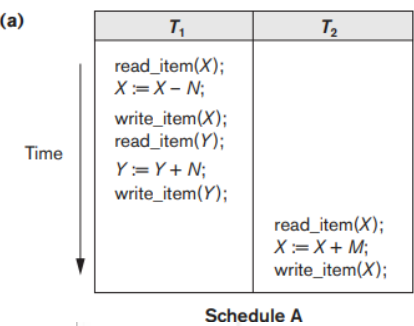 (a)
T1 T2
read_item(X);
X := X – N;
write_item(X);
read_item(Y);
Time
Y := Y + N;
write_item(Y);
read_item(X);
X := X + M;
write_item(X);
Schedule A